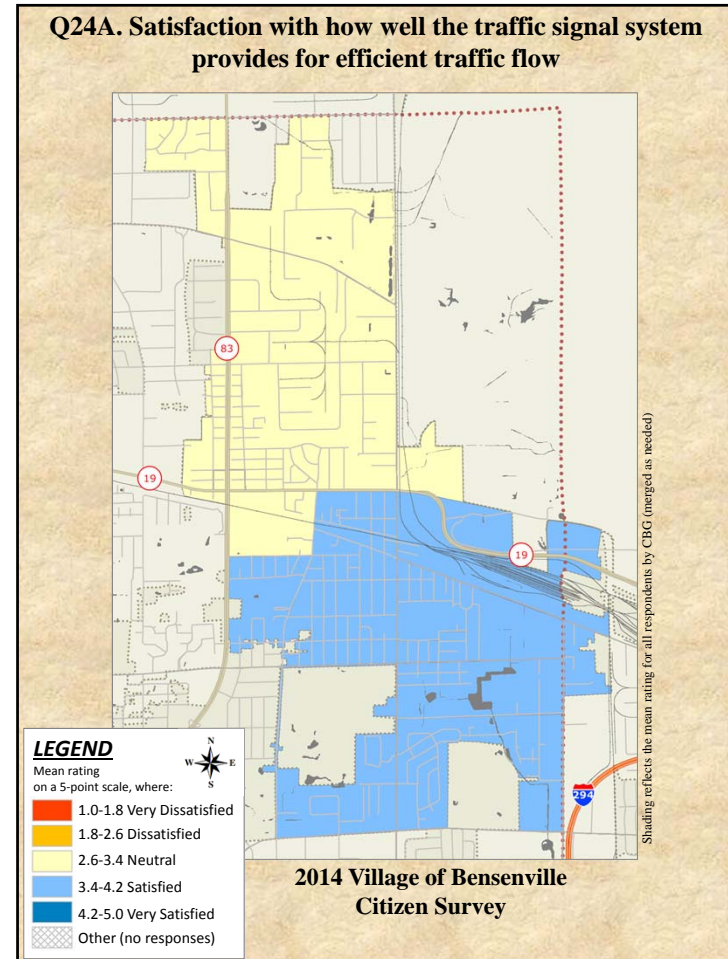 Q24A. Satisfaction with how well the traffic signal system
provides for efficient traffic flow
83
19
19
294
Shading reflects the mean rating for all respondents by CBG (merged as needed)
LEGEND
Mean rating
on a 5-point scale, where:
N
W E
S
1.0-1.8 Very Dissatisfied
1.8-2.6 Dissatisfied
2.6-3.4 Neutral
3.4-4.2 Satisfied
4.2-5.0 Very Satisfied
Other (no responses)
2014 Village of Bensenville
Citizen Survey